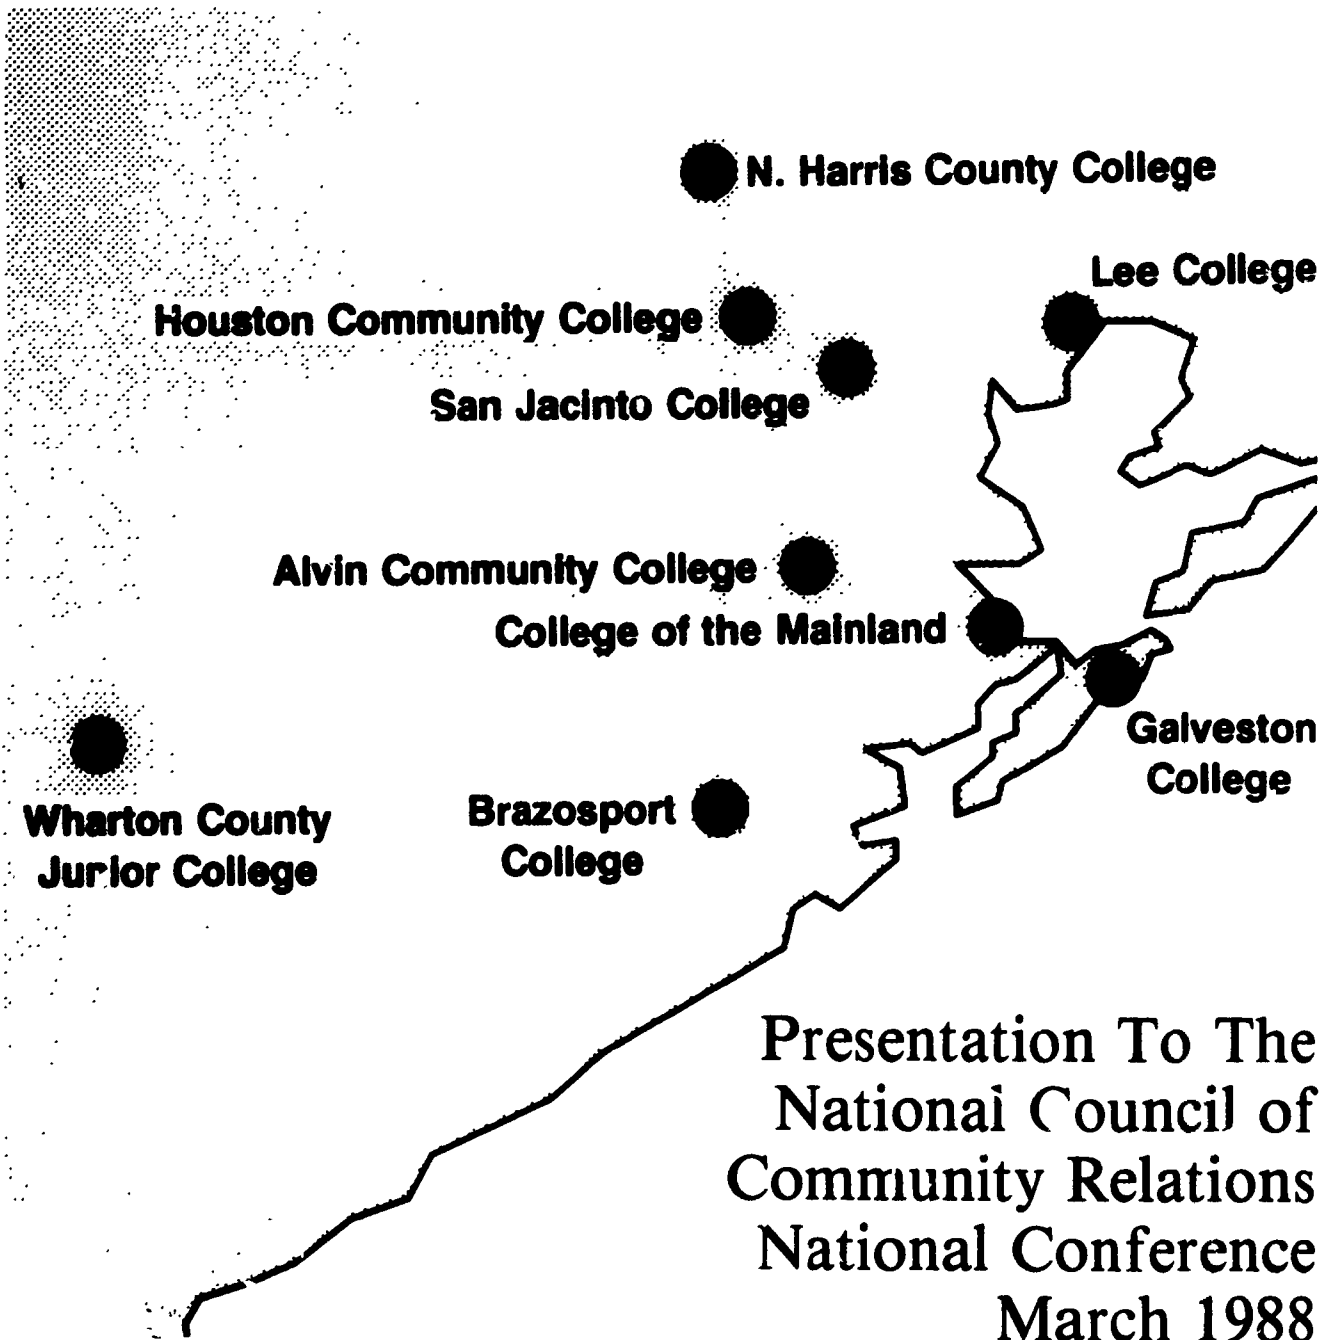 N. Harris County College
Lee College
Houston Community College
San Jacinto College
Alvin Community College
College of the Mainland
Galveston
College
Wharton County
Junior College
Brazosport
College
Presentation To The
National Council of
Community Relations
National Conference
March 1988